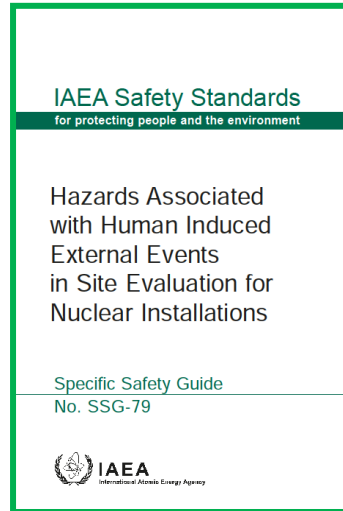 IAEA Safety Standards
for protecting people and the environment
Hazards Associated
with Human Induced
External Events
in Site Evaluation for
Nuclear Installations
Specific Safety Guide
No. SSG-79
IAEA
International Atomic Energy Agency